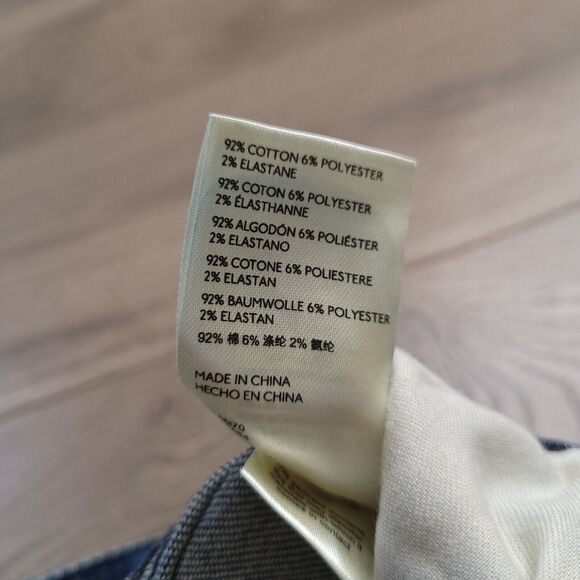 92% COTTON 6% POLYESTER
2% ELASTANE
92% COTON 6% POLYESTER
2% ÉLASTHANNE
92% ALGODÓN 6% POLIÉSTER
2% ELASTANO
92% COTONE 6% POLIESTERE
2% ELASTAN
92% BAUMWOLLE 6% POLYESTER
2% ELASTAN
92% 棉 6% 涤纶 2% 氨纶
MADE IN CHINA
HECHO EN CHINA